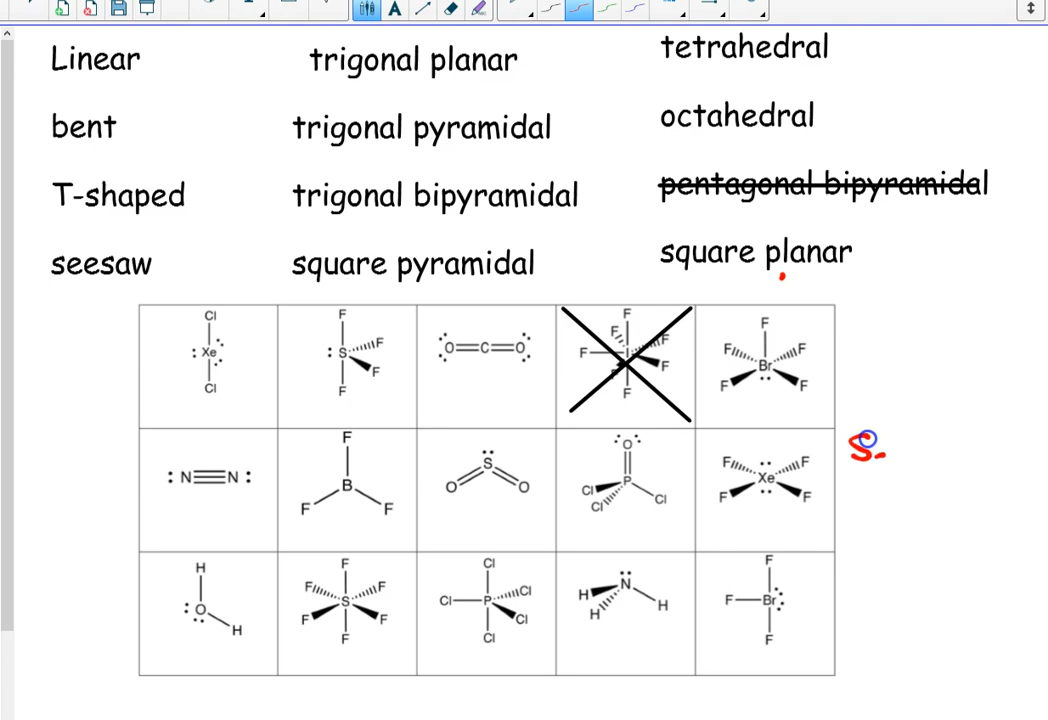 Linear trigonal planar tetrahedral
bent trigonal pyramidal octahedral
T-shaped trigonal bipyramidal pentagonal bipyramidal
seesaw square pyramidal square planar
Cl F F F
:Xe: :S F F O=C=O F F F I F F F F Br F F F
Cl F F
F O
:N≡N: B S P F F
F F O O Cl Cl Cl Xe F F
S.
H F Cl F
:O F F Cl P Cl H N F Br
H F S F Cl H H
F Cl F